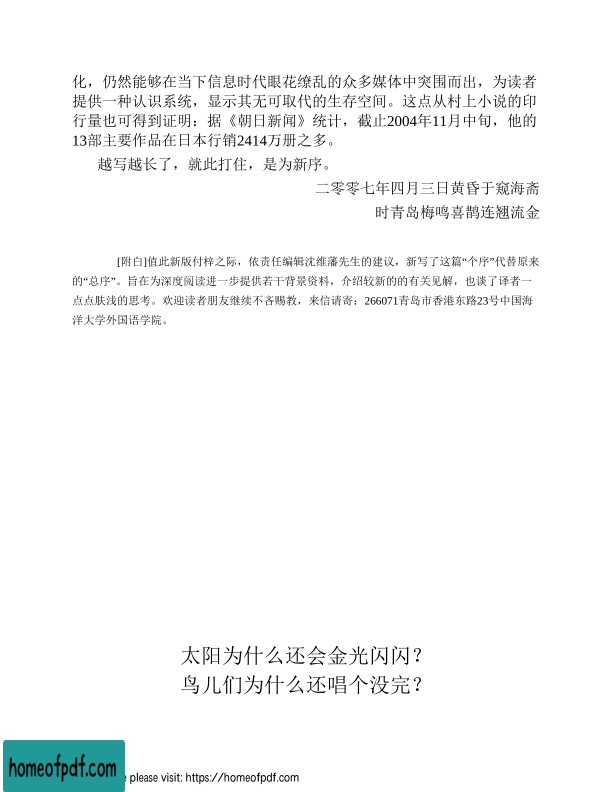 化，仍然能够在当下信息时代眼花缭乱的众多媒体中突围而出，为读者
提供一种认识系统，显示其无可取代的生存空间。这点从村上小说的印
行量也可得到证明：据《朝日新闻》统计，截止2004年11月中旬，他的
13部主要作品在日本行销2414万册之多。
越写越长了，就此打住，是为新序。
二零零七年四月三日黄昏于窥海斋
时青岛梅鸣喜鹊连翘流金
[附白]值此新版付梓之际，依责任编辑沈维藩先生的建议，新写了这篇“个序”代替原来
的“总序”。旨在为深度阅读进一步提供若干背景资料，介绍较新的的有关见解，也谈了译者一
点点肤浅的思考。欢迎读者朋友继续不吝赐教，来信请寄：266071青岛市香港东路23号中国海
洋大学外国语学院。
太阳为什么还会金光闪闪？
鸟儿们为什么还唱个没完？
homeofpdf.com
e please visit: https://homeofpdf.com